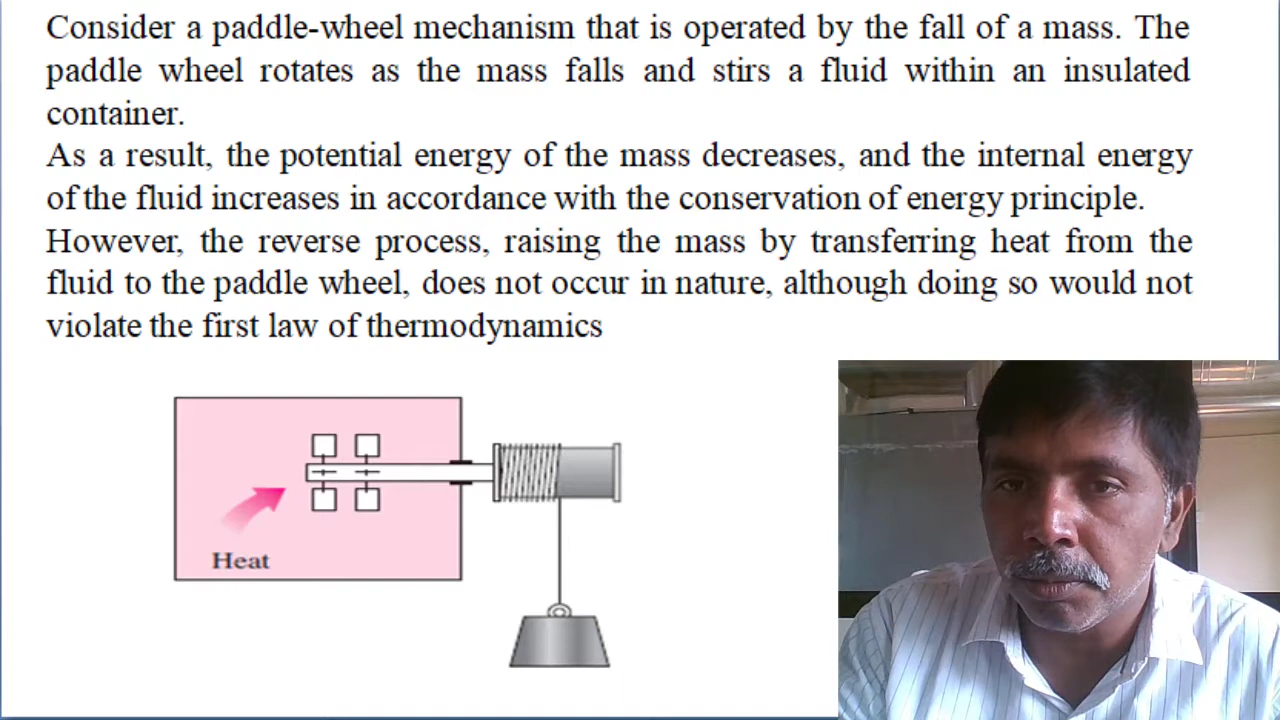 Consider a paddle-wheel mechanism that is operated by the fall of a mass. The
paddle wheel rotates as the mass falls and stirs a fluid within an insulated
container.
As a result, the potential energy of the mass decreases, and the internal energy
of the fluid increases in accordance with the conservation of energy principle.
However, the reverse process, raising the mass by transferring heat from the
fluid to the paddle wheel, does not occur in nature, although doing so would not
violate the first law of thermodynamics
Heat